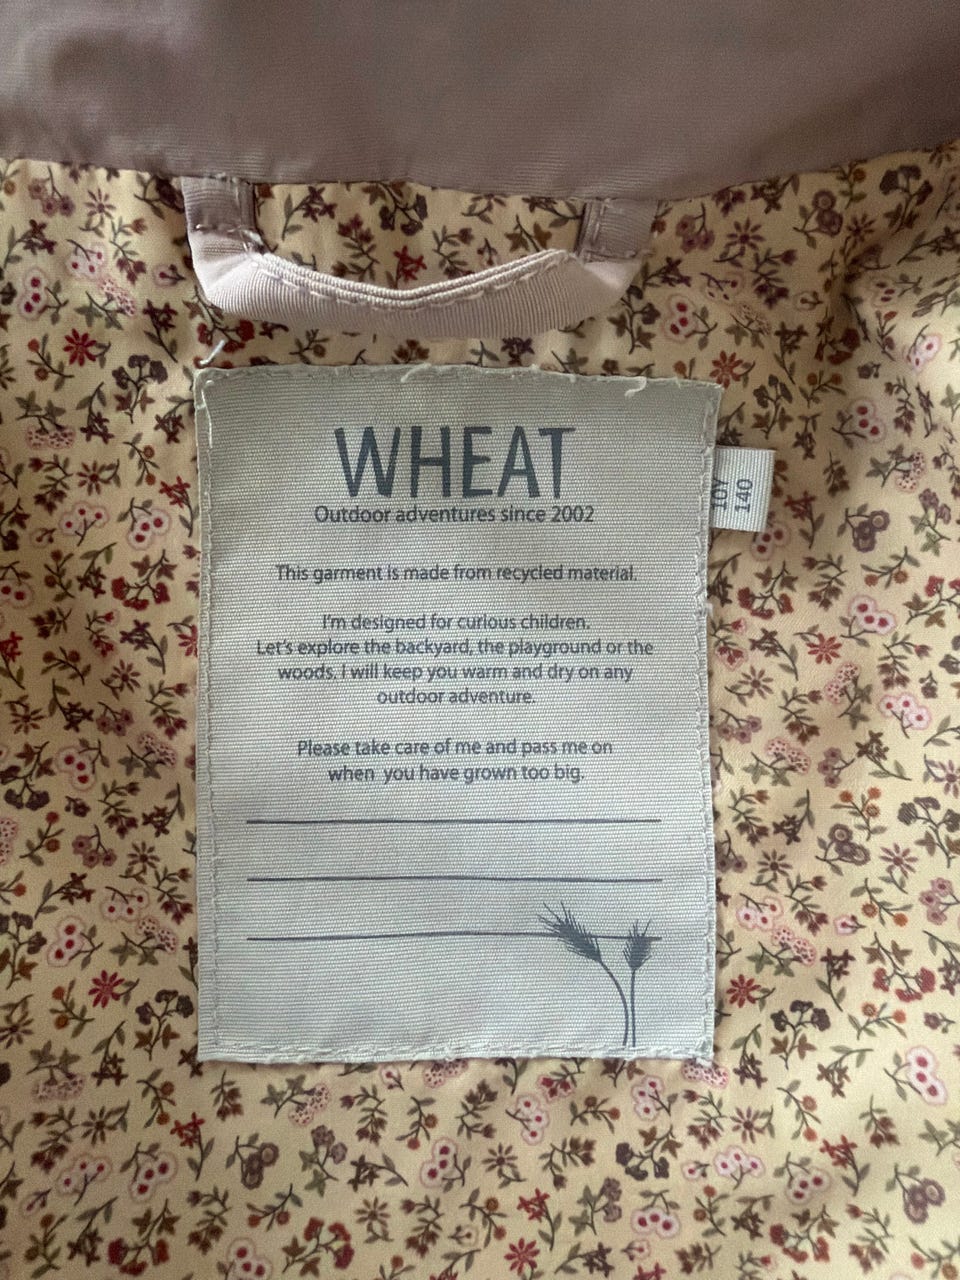 WHEAT
Outdoor adventures since 2002
10Y
140
This garment is made from recycled material.
I'm designed for curious children.
Let's explore the backyard, the playground or the
woods. I will keep you warm and dry on any
outdoor adventure.
Please take care of me and pass me on
when you have grown too big.